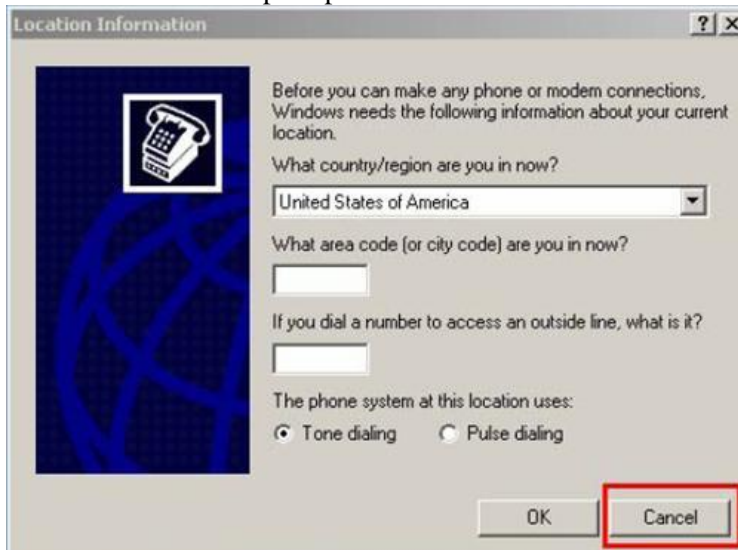 Location Information
Before you can make any phone or modem connections,
Windows needs the following information about your current
location.
What country/region are you in now?
United States of America
What area code (or city code) are you in now?
If you dial a number to access an outside line, what is it?
The phone system at this location uses:
Tone dialing Pulse dialing
OK Cancel